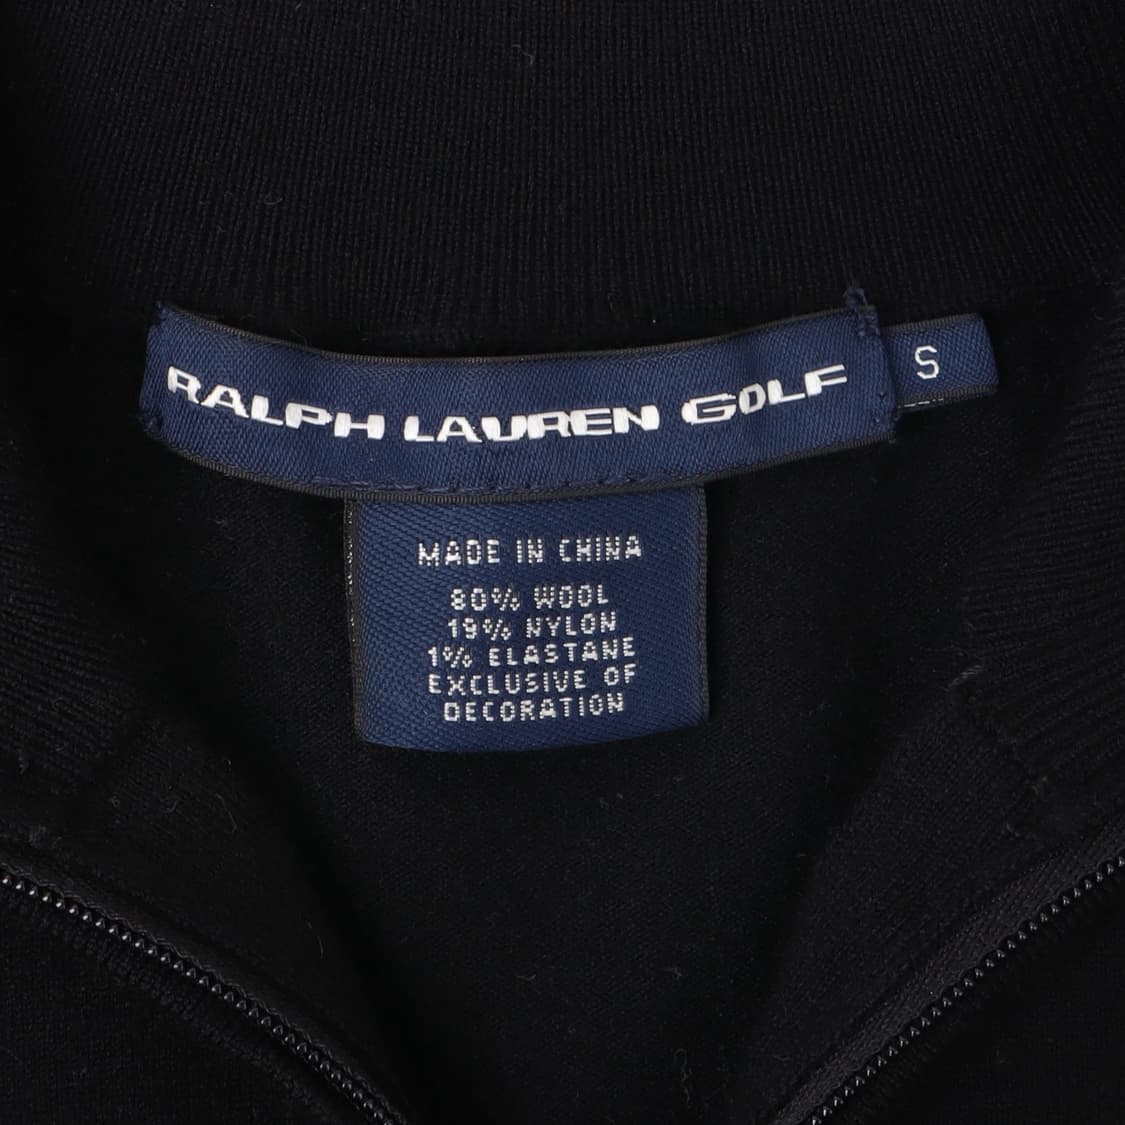 RALPH LAUREN GOLF
S
MADE IN CHINA
80% WOOL
19% NYLON
1% ELASTANE
EXCLUSIVE OF
DECORATION